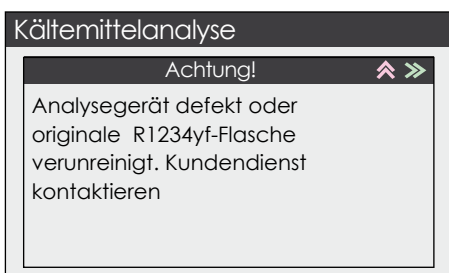 Kältemittelanalyse
Achtung!
Analysegerät defekt oder
originale R1234yf-Flasche
verunreinigt. Kundendienst
kontaktieren